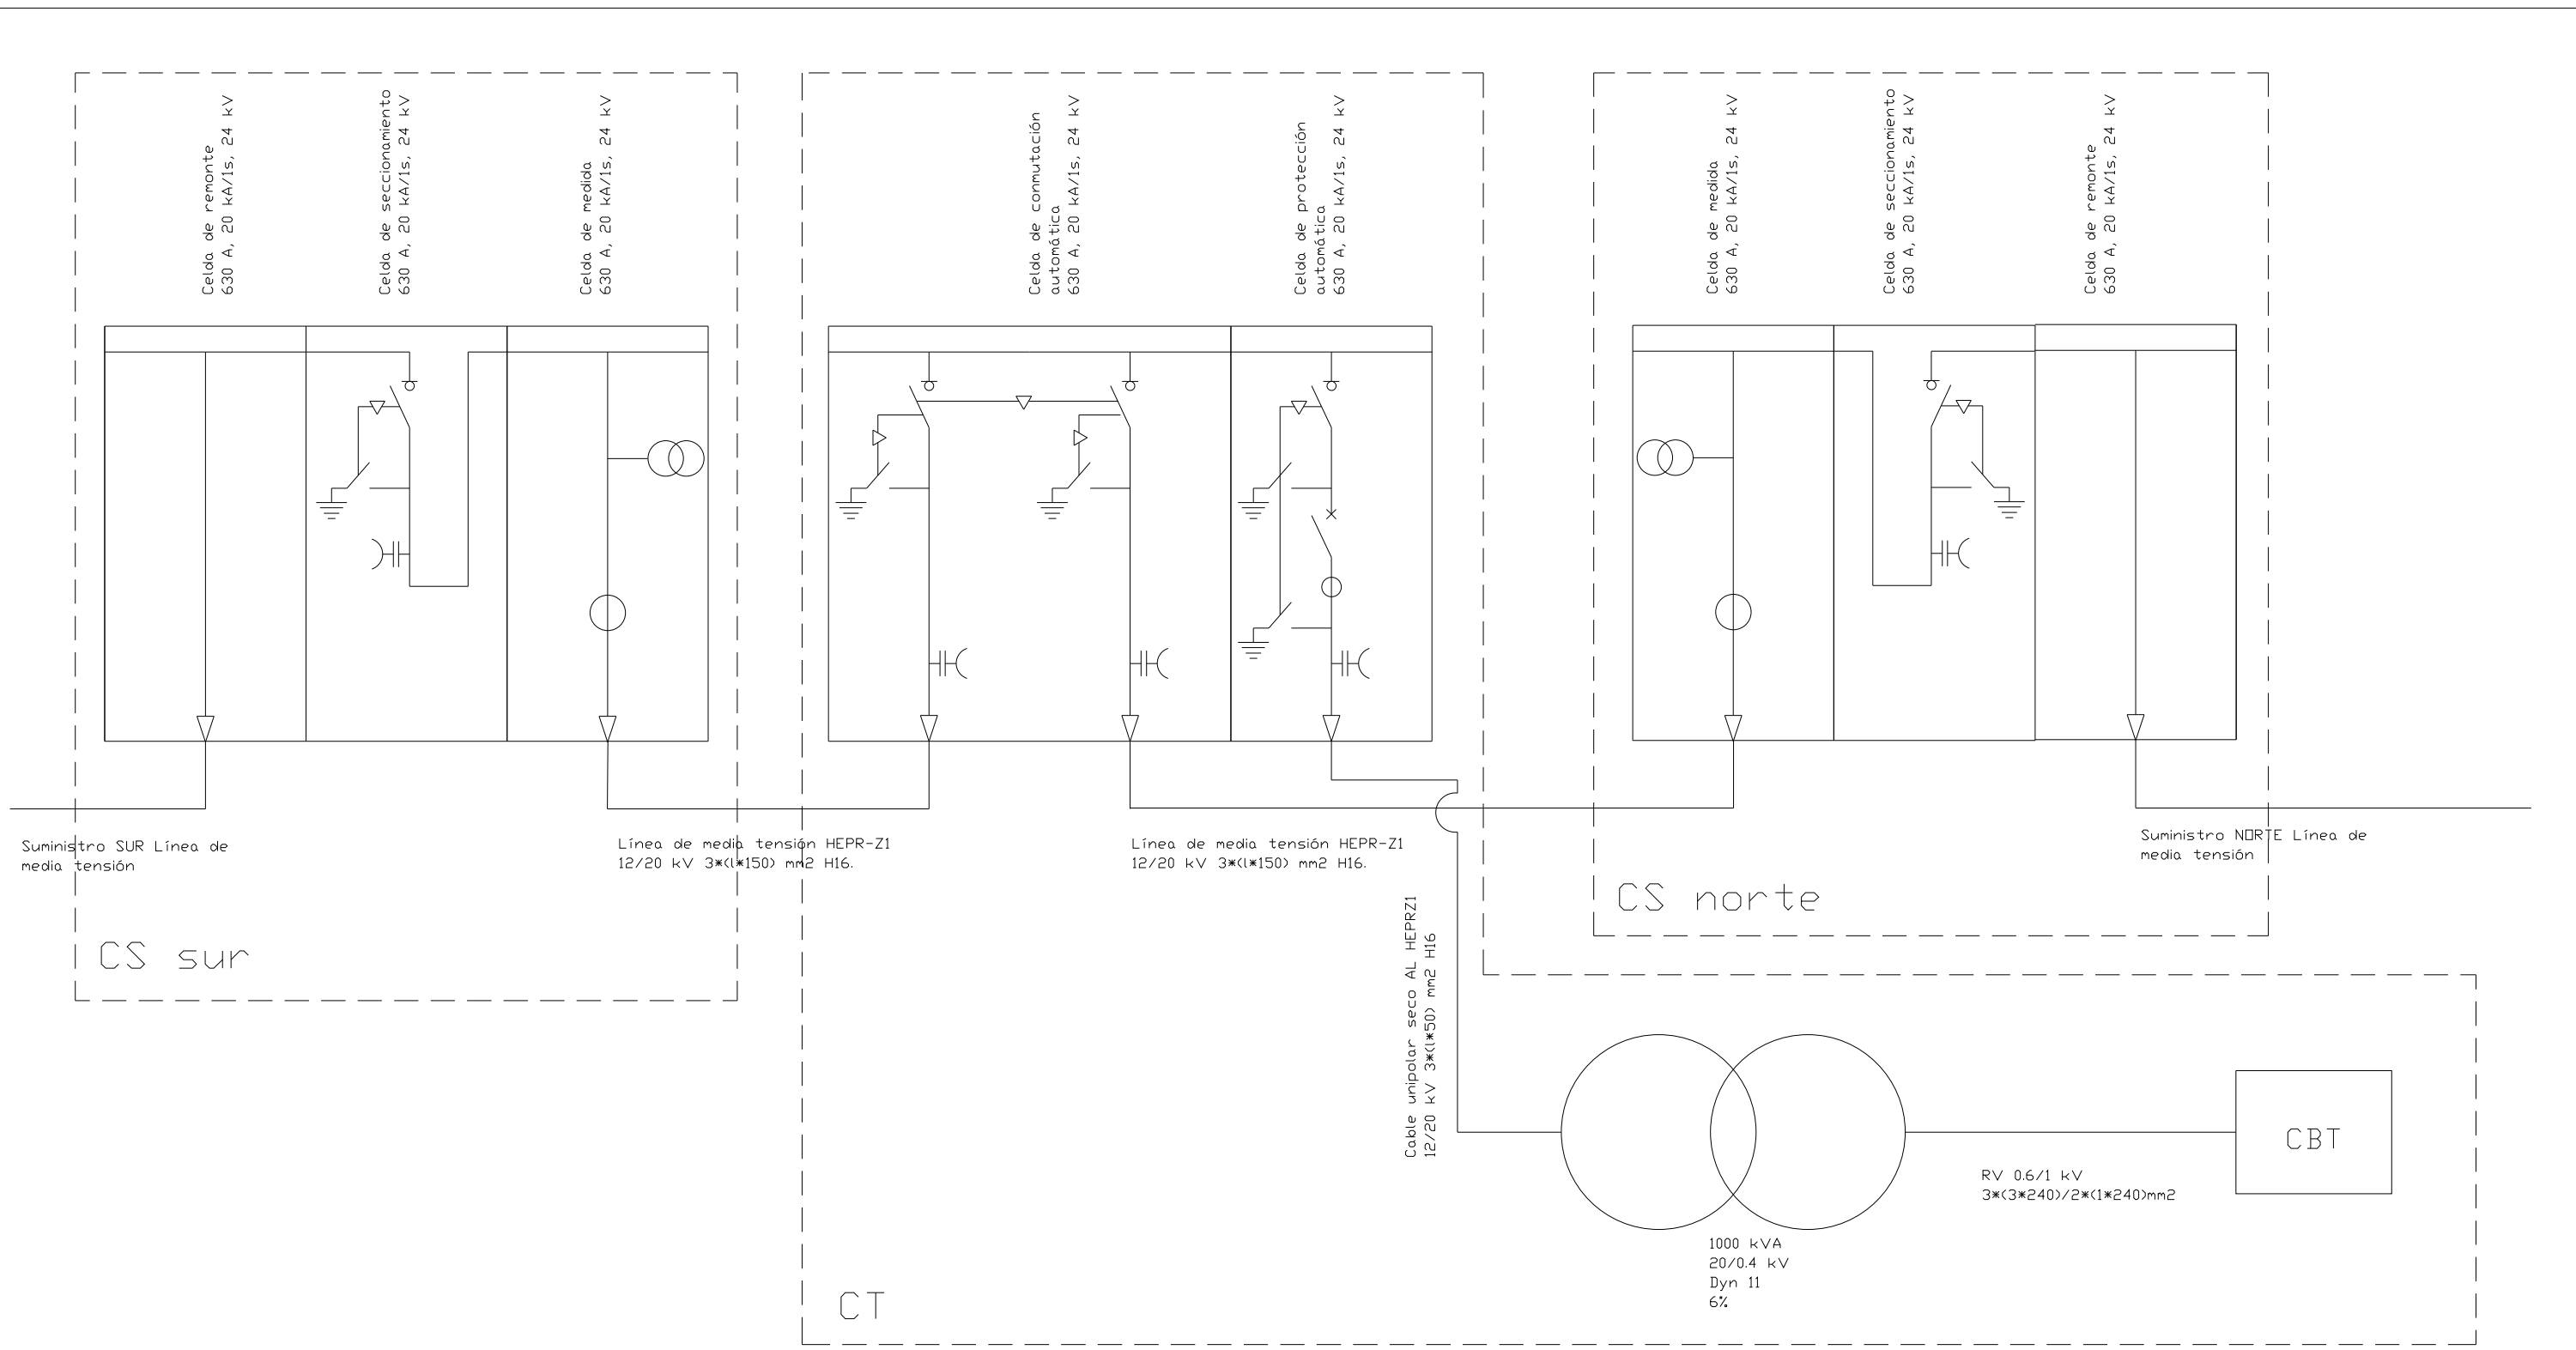 Celda de remonte
630 A, 20 kA/1s, 24 kV
Celda de seccionamiento
630 A, 20 kA/1s, 24 kV
Celda de medida
630 A, 20 kA/1s, 24 kV
Celda de conmutación
automática
630 A, 20 kA/1s, 24 kV
Celda de protección
automática
630 A, 20 kA/1s, 24 kV
Celda de medida
630 A, 20 kA/1s, 24 kV
Celda de seccionamiento
630 A, 20 kA/1s, 24 kV
Celda de remonte
630 A, 20 kA/1s, 24 kV
Suministro SUR Línea de
media tensión
Línea de media tensión HEPR-Z1
12/20 kV 3*(l*150) mm2 H16.
Línea de media tensión HEPR-Z1
12/20 kV 3*(l*150) mm2 H16.
Suministro NORTE Línea de
media tensión
CS sur
CS norte
Cable unipolar seco AL HEPRZ1
12/20 kV 3*(l*50) mm2 H16
CBT
RV 0.6/1 kV
3*(3*240)/2*(1*240)mm2
1000 kVA
20/0.4 kV
Dyn 11
6%
CT